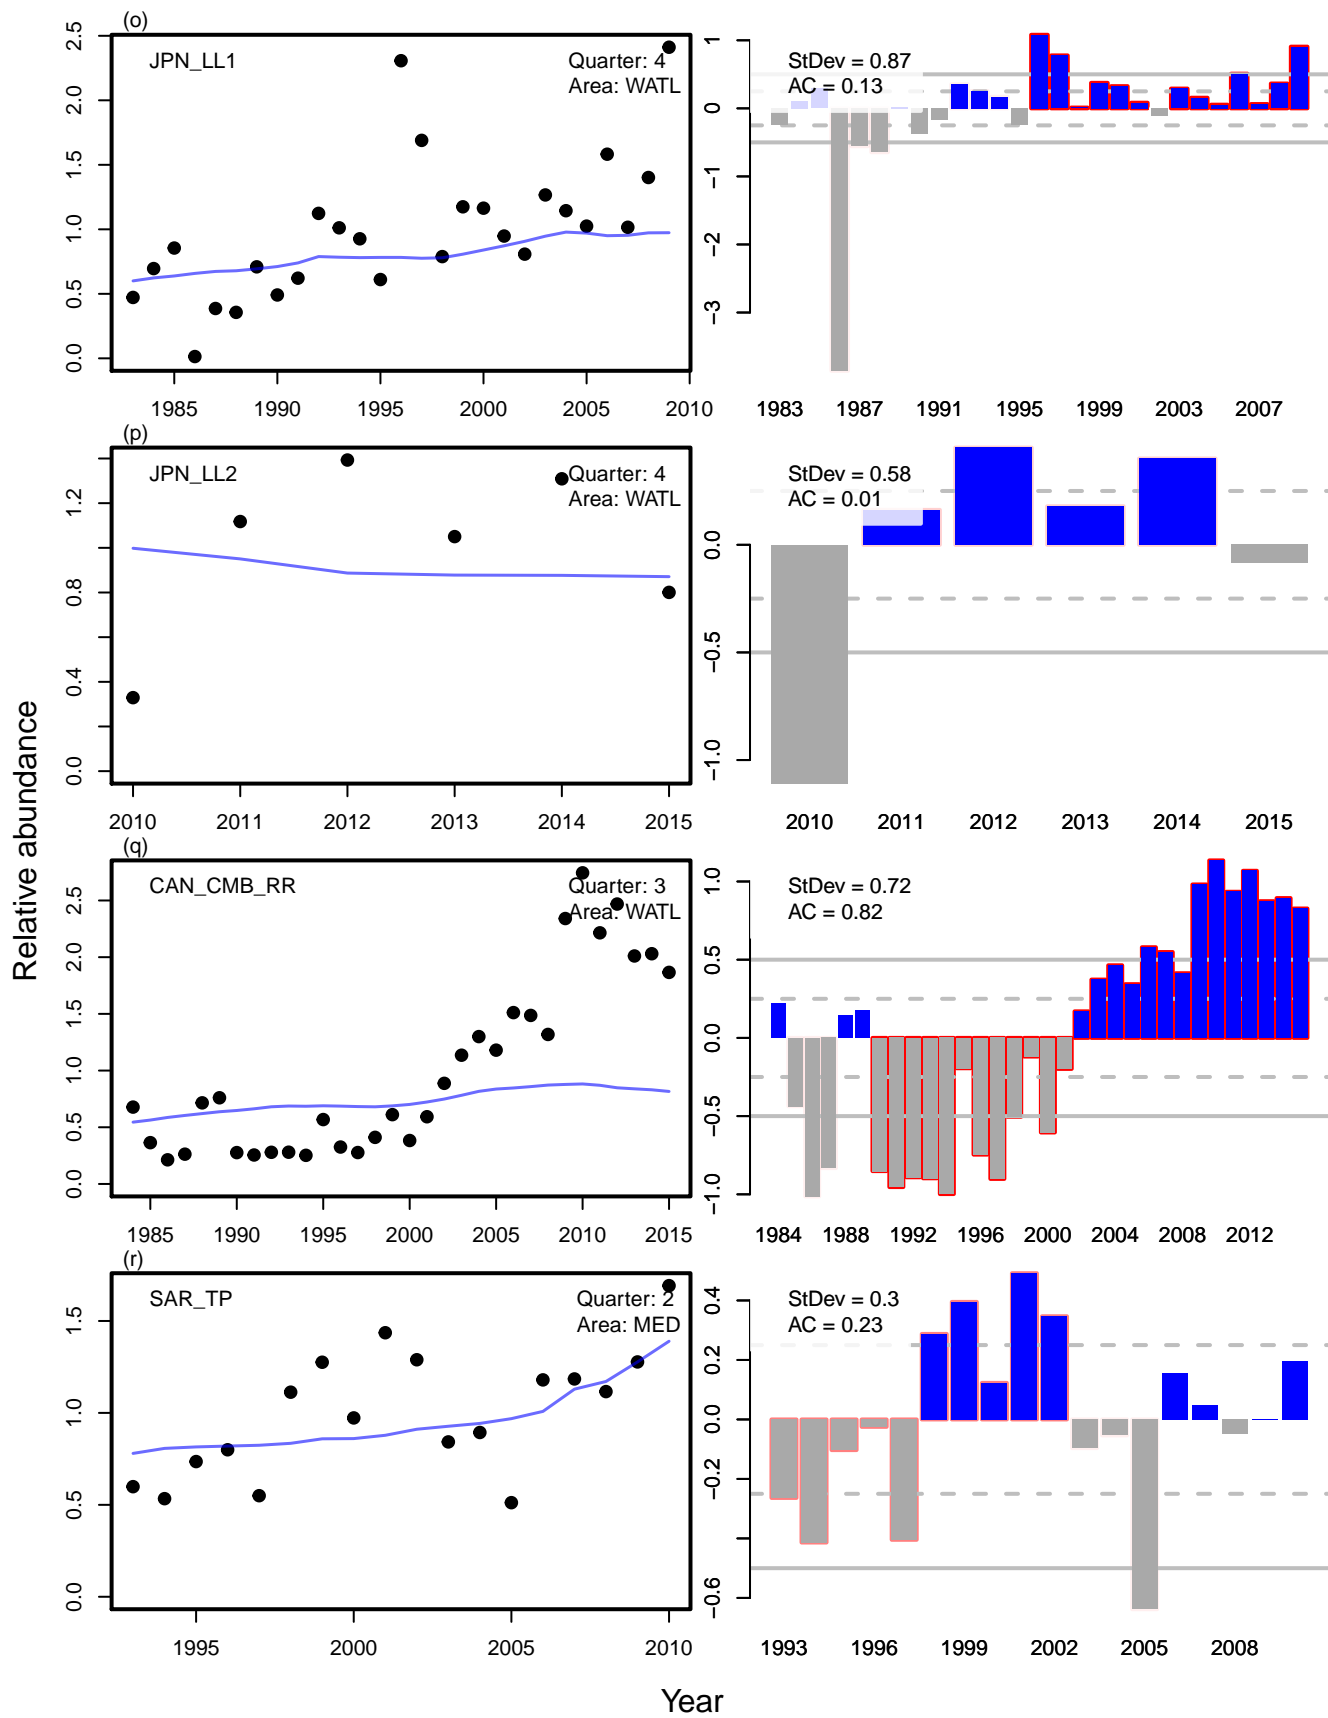 Relative abundance
(o)
JPN_LL1
Quarter: 4
Area: WATL
0.0 0.5 1.0 1.5 2.0 2.5
1985 1990 1995 2000 2005 2010
StDev = 0.87
AC = 0.13
−3 −2 −1 0 1
1983 1987 1991 1995 1999 2003 2007
(p)
JPN_LL2
Quarter: 4
Area: WATL
0.0 0.4 0.8 1.2
2010 2011 2012 2013 2014 2015
StDev = 0.58
AC = 0.01
−1.0 −0.5 0.0
2010 2011 2012 2013 2014 2015
(q)
CAN_CMB_RR
Quarter: 3
Area: WATL
0.0 0.5 1.0 1.5 2.0 2.5
1985 1990 1995 2000 2005 2010 2015
StDev = 0.72
AC = 0.82
−1.0 −0.5 0.0 0.5 1.0
1984 1988 1992 1996 2000 2004 2008 2012
(r)
SAR_TP
Quarter: 2
Area: MED
0.0 0.5 1.0 1.5
1995 2000 2005 2010
StDev = 0.3
AC = 0.23
−0.6 −0.2 0.0 0.2 0.4
1993 1996 1999 2002 2005 2008
Year